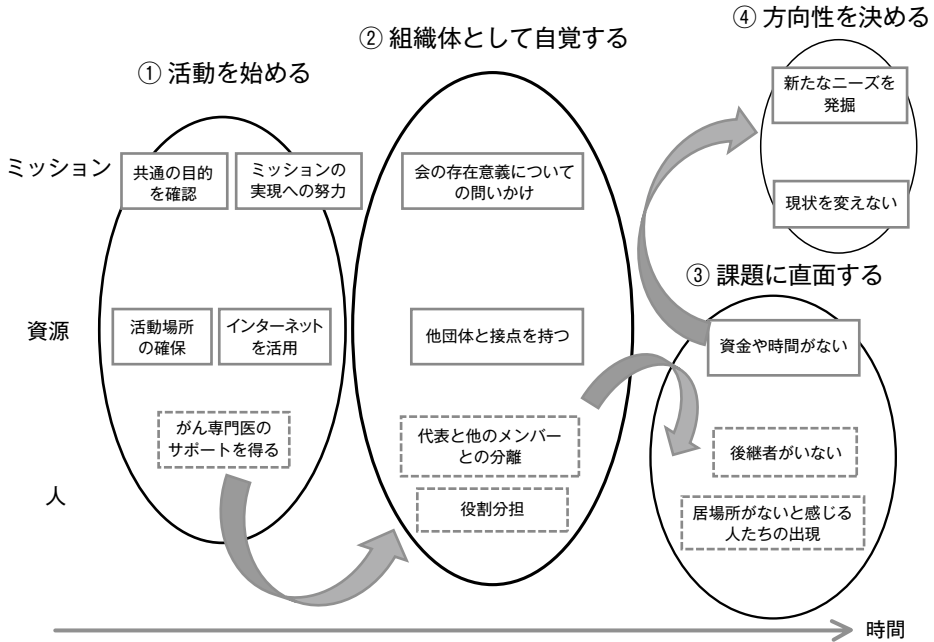 ① 活動を始める
② 組織体として自覚する
④ 方向性を決める
ミッション
共通の目的
を確認
ミッションの
実現への努力
会の存在意義について
の問いかけ
新たなニーズを
発掘
現状を変えない
③ 課題に直面する
資源
活動場所
の確保
インターネット
を活用
他団体と接点を持つ
資金や時間がない
人
がん専門医の
サポートを得る
代表と他のメンバー
との分離
役割分担
後継者がいない
居場所がないと感じる
人たちの出現
時間